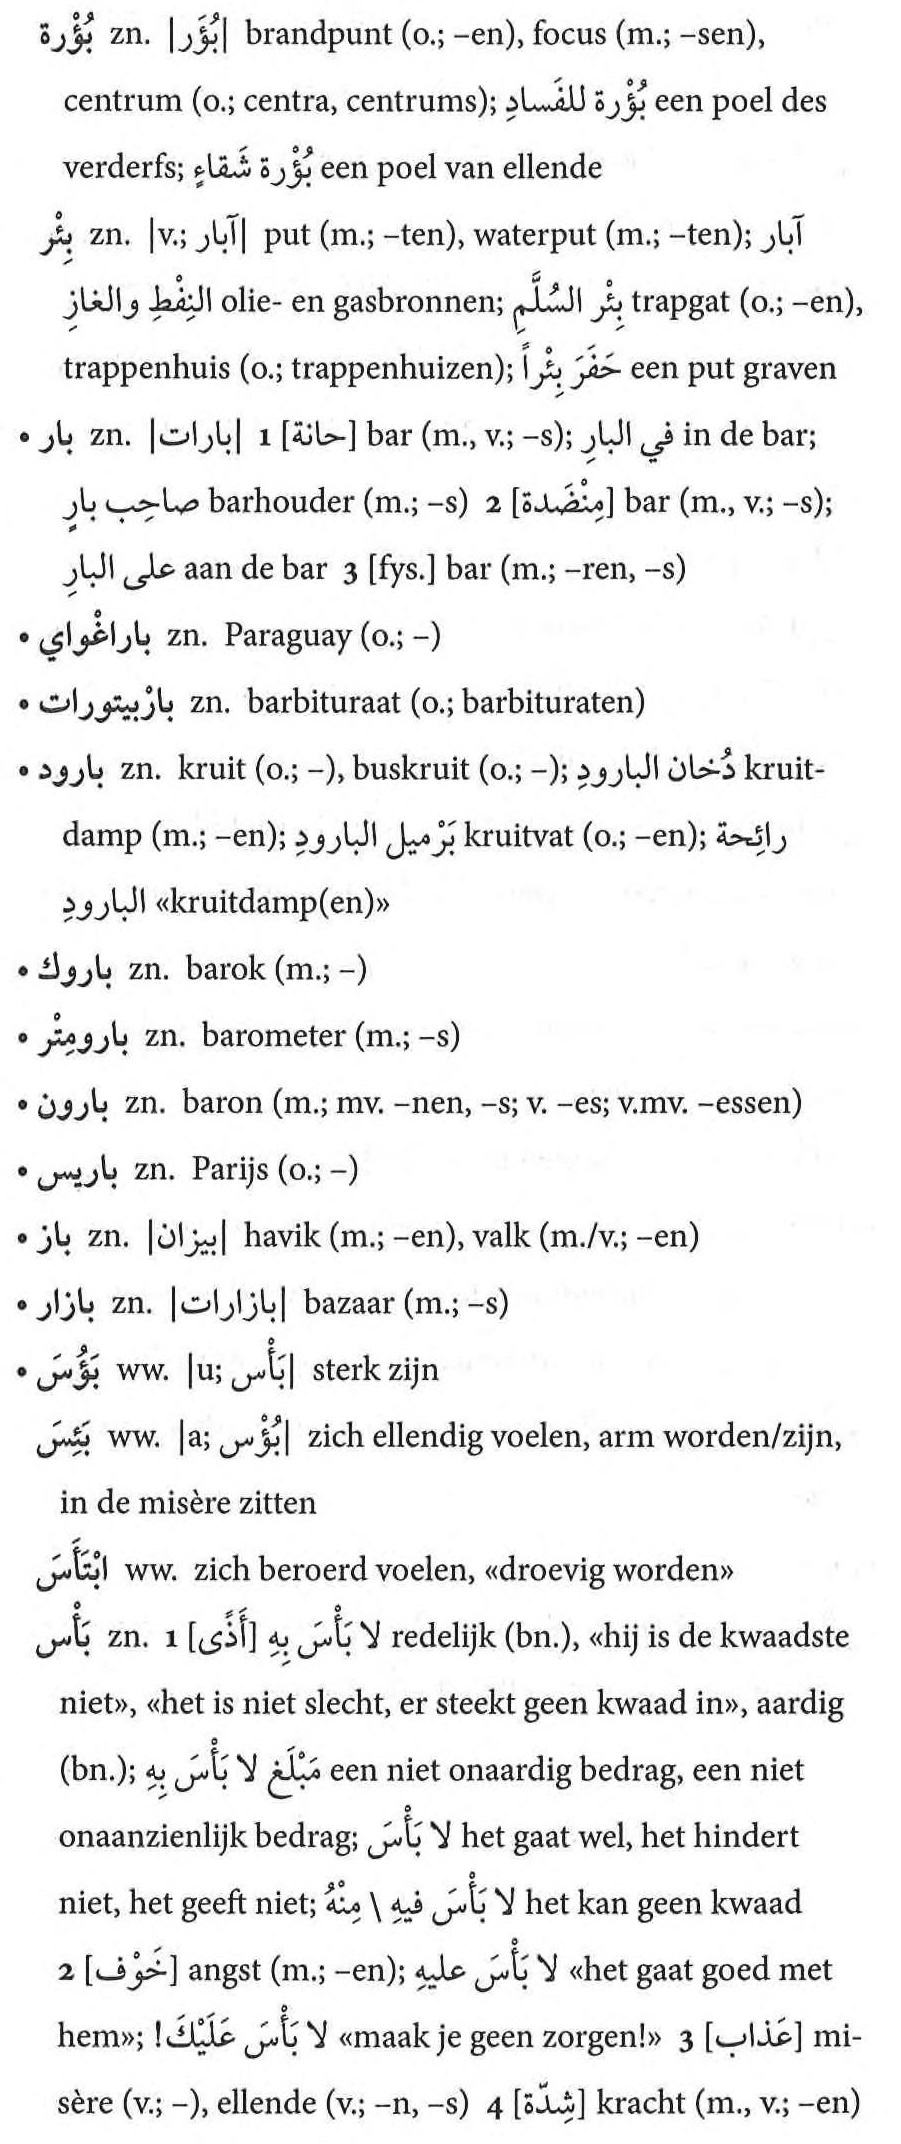 بُؤْرة zn. |بُؤَر| brandpunt (o.; –en), focus (m.; –sen),
centrum (o.; centra, centrums); بُؤْرة للفَسادِ een poel des
verderfs; بُؤْرة شَقاءٍ een poel van ellende
بِئْر zn. |v.; آبار| put (m.; –ten), waterput (m.; –ten); آبار
النِفْطِ والغازِ olie- en gasbronnen; بِئْر السُلَّمِ trapgat (o.; –en),
trappenhuis (o.; trappenhuizen); حَفَرَ بِئْراً een put graven
• بار zn. |بارات| 1 [حانة] bar (m., v.; –s); في البارِ in de bar;
صاحِب بارٍ barhouder (m.; –s) 2 [مِنْضَدة] bar (m., v.; –s);
على البارِ aan de bar 3 [fys.] bar (m.; –ren, –s)
• باراغْواي zn. Paraguay (o.; –)
• بارْبيتورات zn. barbituraat (o.; barbituraten)
• بارود zn. kruit (o.; –), buskruit (o.; –); دُخان البارودِ kruit-
damp (m.; –en); بَرْميل البارودِ kruitvat (o.; –en); رائِحة
البارودِ «kruitdamp(en)»
• باروك zn. barok (m.; –)
• بارومِتْر zn. barometer (m.; –s)
• بارون zn. baron (m.; mv. –nen, –s; v. –es; v.mv. –essen)
• باريس zn. Parijs (o.; –)
• باز zn. |بيزان| havik (m.; –en), valk (m./v.; –en)
• بازار zn. |بازارات| bazaar (m.; –s)
• بَؤُسَ ww. |u; بَأْس| sterk zijn
بَئِسَ ww. |a; بُؤْس| zich ellendig voelen, arm worden/zijn,
in de misère zitten
ابْتَأَسَ ww. zich beroerd voelen, «droevig worden»
بَأْس zn. 1 [أَذًى] لا بَأْسَ بِهِ redelijk (bn.), «hij is de kwaadste
niet», «het is niet slecht, er steekt geen kwaad in», aardig
(bn.); مَبْلَغ لا بَأْسَ بِهِ een niet onaardig bedrag, een niet
onaanzienlijk bedrag; لا بَأْسَ het gaat wel, het hindert
niet, het geeft niet; لا بَأْسَ فيهِ \ مِنْهُ het kan geen kwaad
2 [خَوْف] angst (m.; –en); لا بَأْسَ عليهِ «het gaat goed met
hem»; لا بَأْسَ عَلَيْكَ! «maak je geen zorgen!» 3 [عَذاب] mi-
sère (v.; –), ellende (v.; –n, –s) 4 [شِدّة] kracht (m., v.; –en)